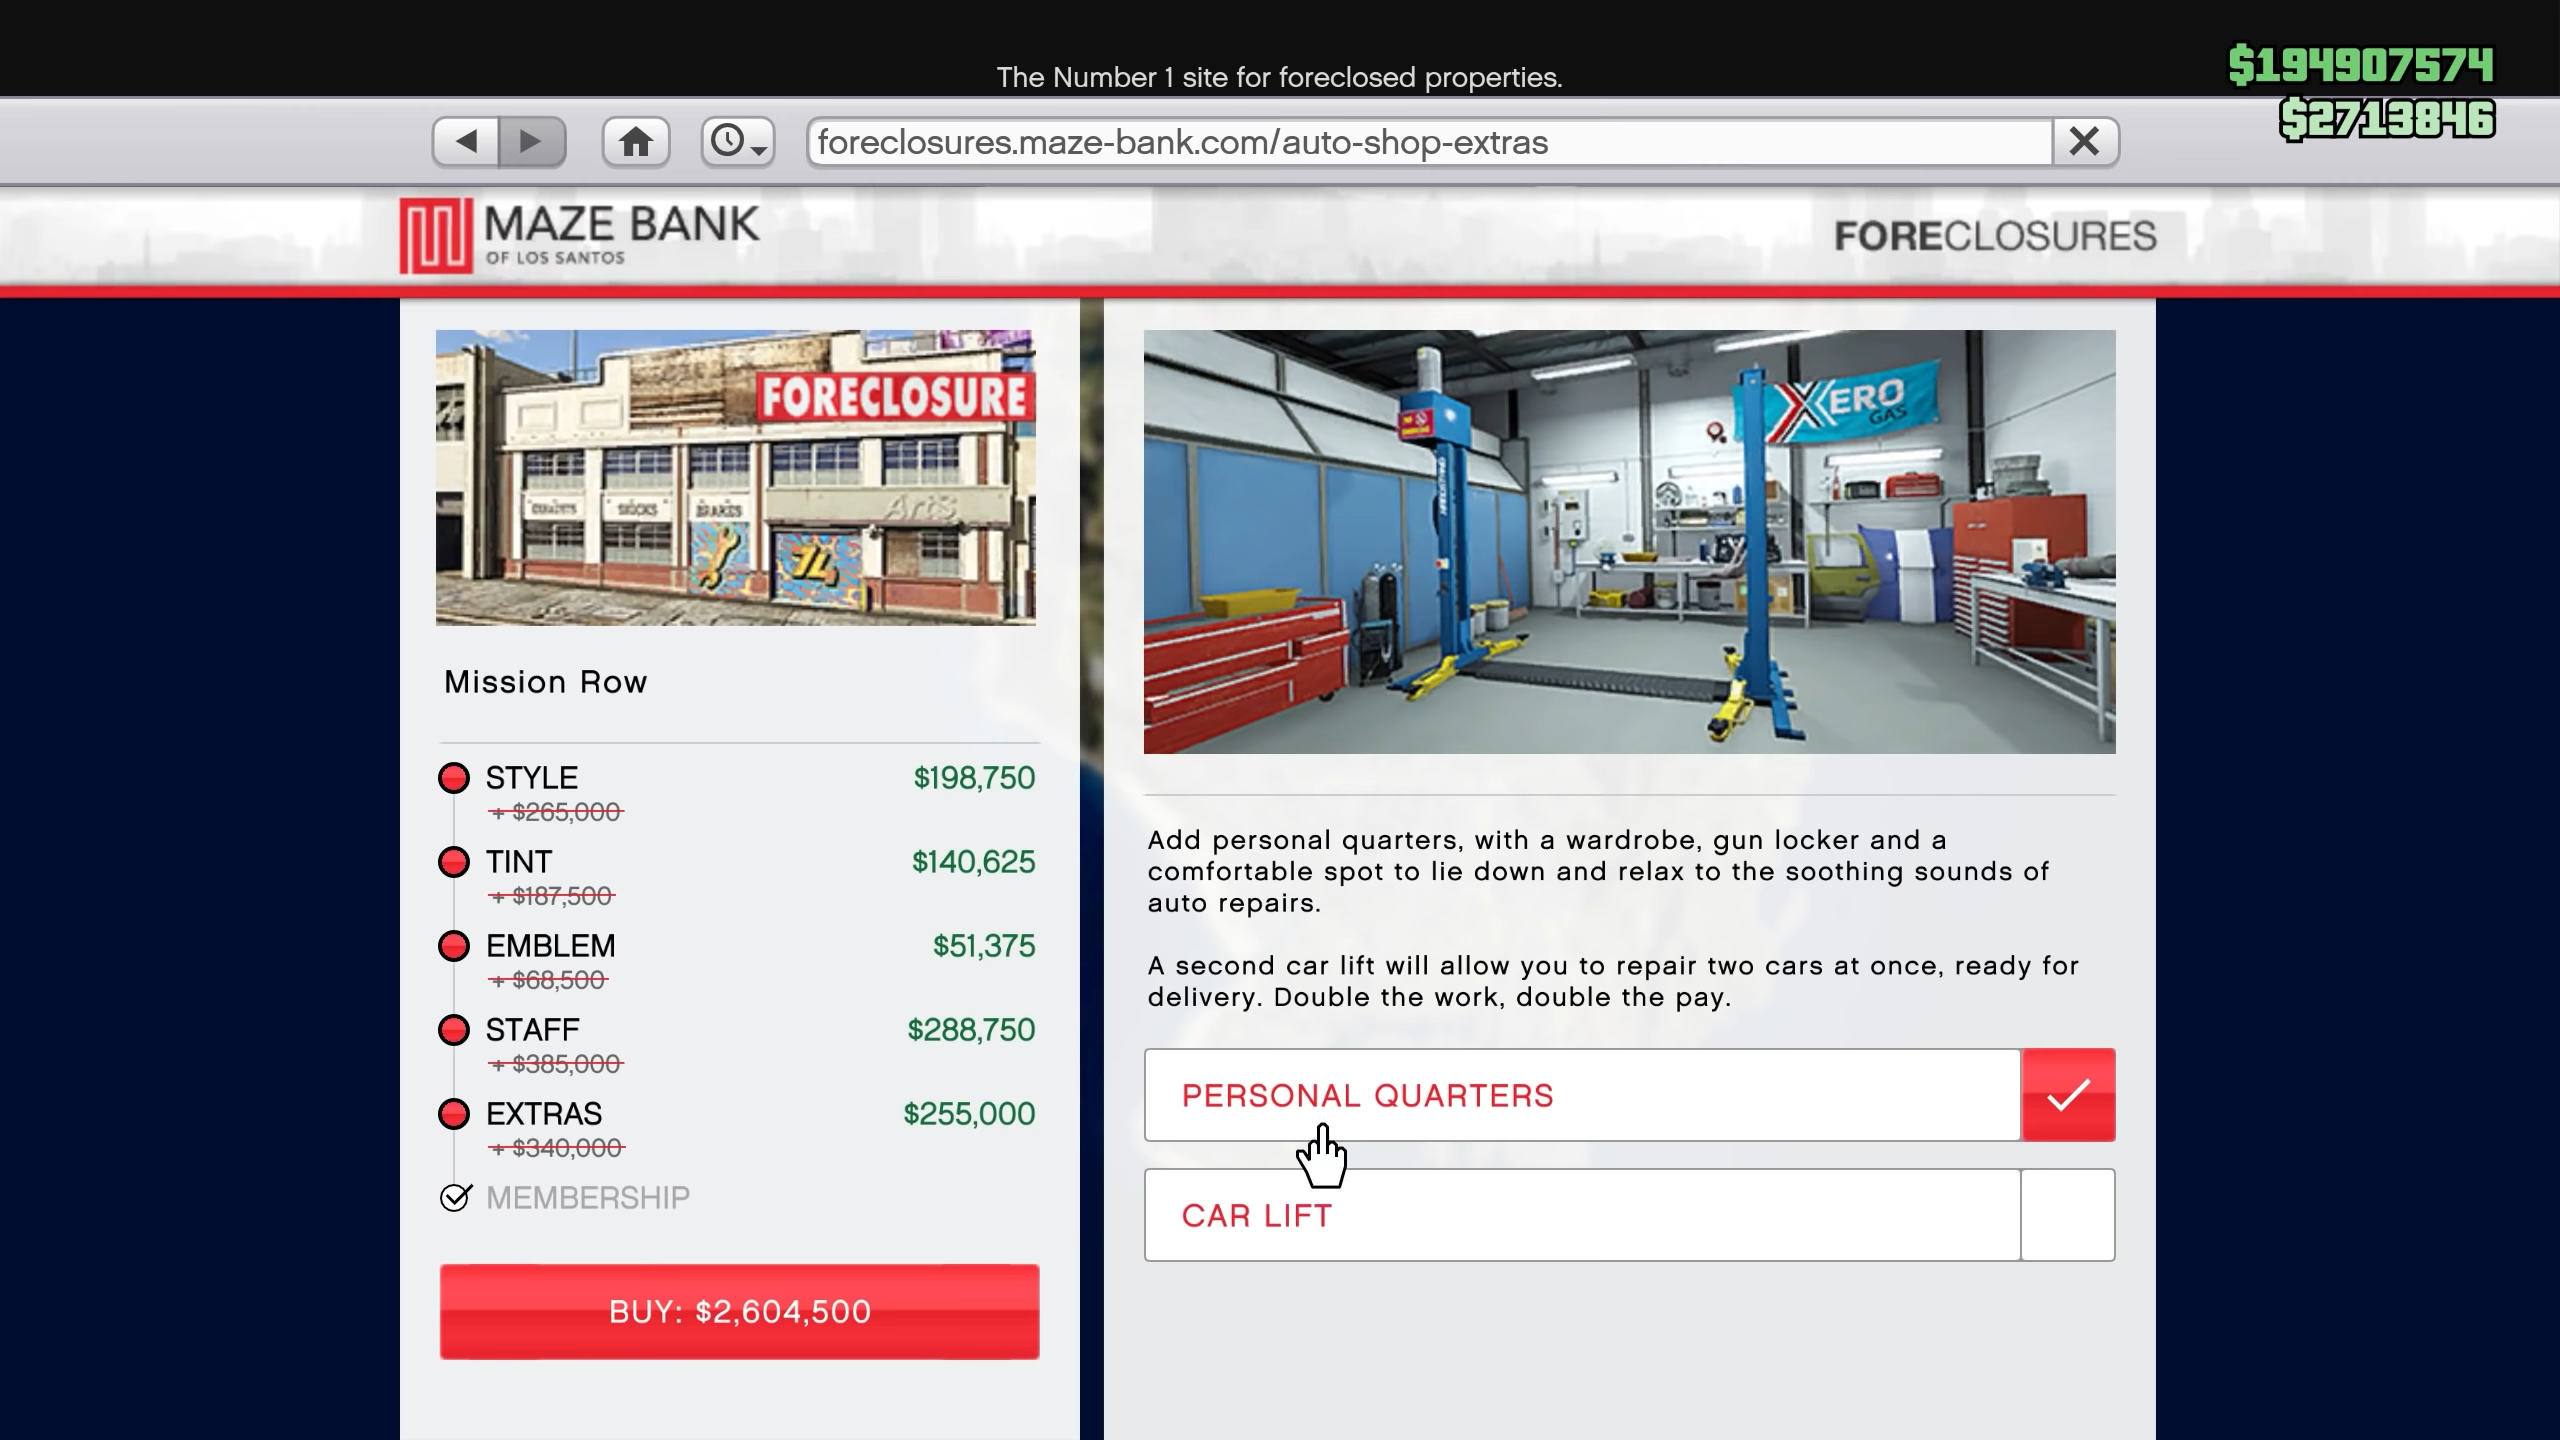 The Number 1 site for foreclosed properties.
$194907574
$2713846
foreclosures.maze-bank.com/auto-shop-extras
MAZE BANK
OF LOS SANTOS
FORECLOSURES
FORECLOSURE
SHOCKS
BRAKES
Arts
XERO
GAS
Mission Row
STYLE $198,750
+ $265,000
TINT $140,625
+ $187,500
EMBLEM $51,375
+ $68,500
STAFF $288,750
+ $385,000
EXTRAS $255,000
+ $340,000
MEMBERSHIP
BUY: $2,604,500
Add personal quarters, with a wardrobe, gun locker and a
comfortable spot to lie down and relax to the soothing sounds of
auto repairs.
A second car lift will allow you to repair two cars at once, ready for
delivery. Double the work, double the pay.
PERSONAL QUARTERS
CAR LIFT